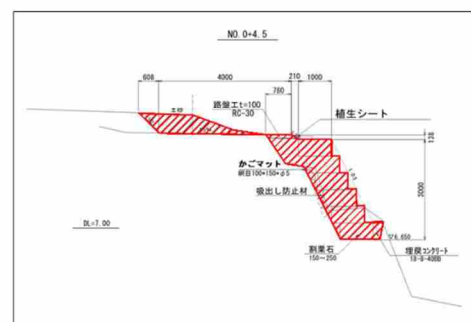 NO.0+4.5
608
4000
210
1000
780
路盤工t=100
RC-30
植生シート
138
かごマット
網目100*150*φ5
吸出し防止材
3000
DL=7.00
割栗石
150~250
埋戻コンクリート
18-8-40BB